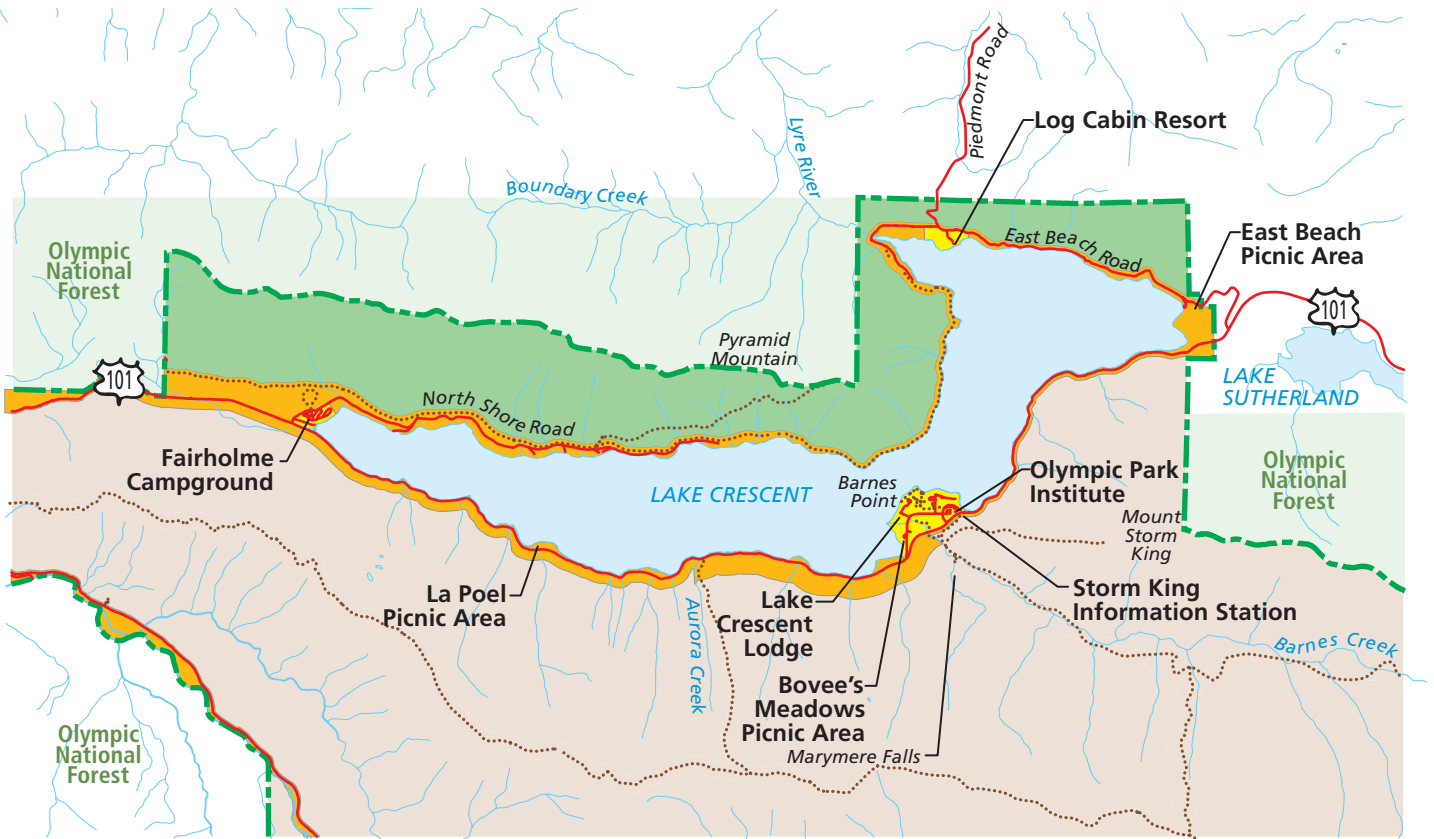 Piedmont Road
Log Cabin Resort
Lyre River
Boundary Creek
East Beach Road
East Beach
Picnic Area
Olympic
National
Forest
101
101
Pyramid
Mountain
LAKE
SUTHERLAND
North Shore Road
Fairholme
Campground
LAKE CRESCENT
Barnes
Point
Olympic Park
Institute
Olympic
National
Forest
Mount
Storm
King
La Poel
Picnic Area
Aurora Creek
Lake
Crescent
Lodge
Storm King
Information Station
Barnes Creek
Bovee's
Meadows
Picnic Area
Marymere Falls
Olympic
National
Forest